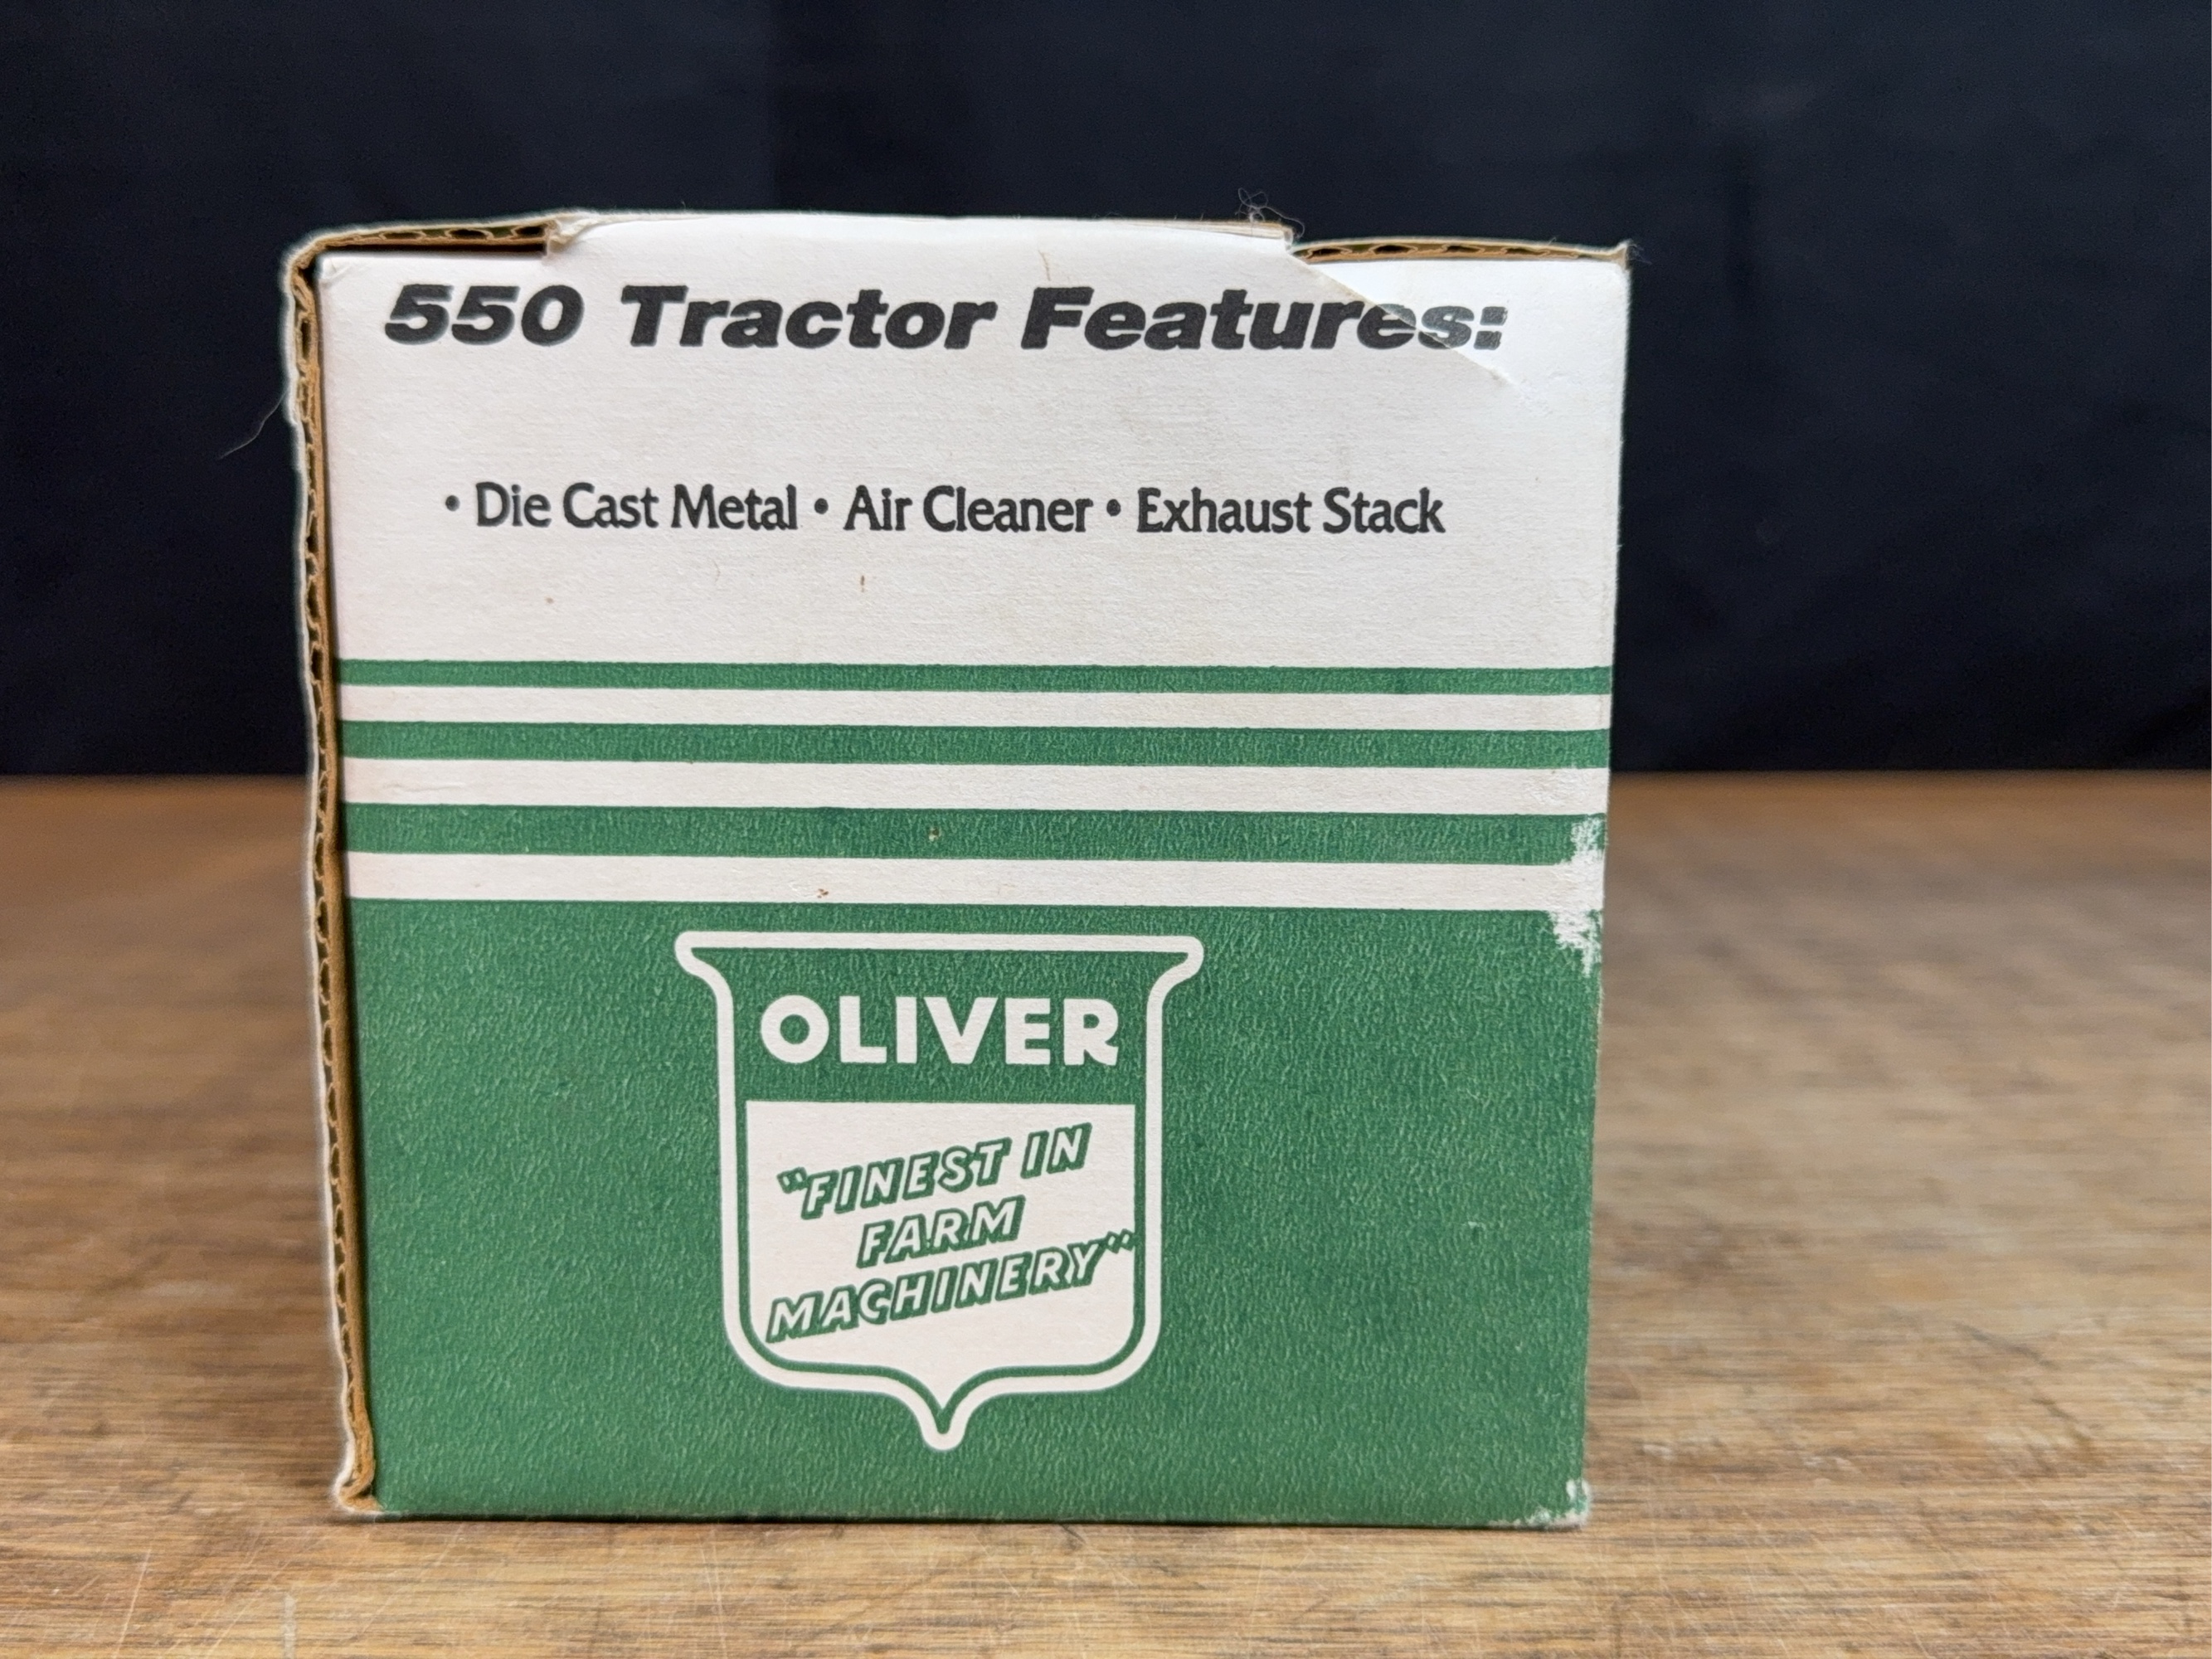 550 Tractor Features:
• Die Cast Metal • Air Cleaner • Exhaust Stack
OLIVER
"FINEST IN
FARM
MACHINERY"